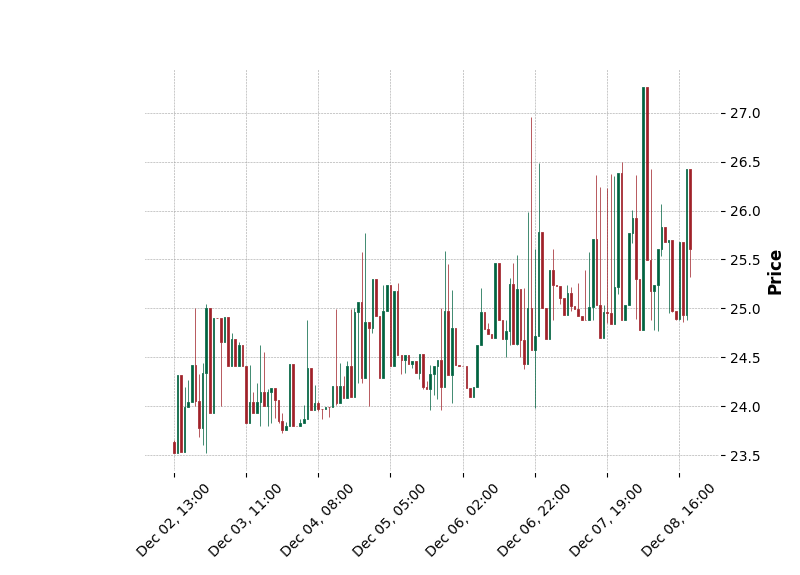 27.0
26.5
26.0
25.5
25.0
24.5
24.0
23.5
Price
Dec 02, 13:00
Dec 03, 11:00
Dec 04, 08:00
Dec 05, 05:00
Dec 06, 02:00
Dec 06, 22:00
Dec 07, 19:00
Dec 08, 16:00